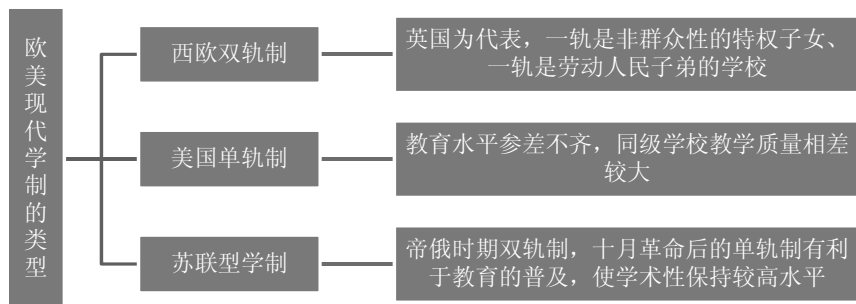 欧美现代学制的类型
西欧双轨制
英国为代表，一轨是非群众性的特权子女、
一轨是劳动人民子弟的学校
美国单轨制
教育水平参差不齐，同级学校教学质量相差
较大
苏联型学制
帝俄时期双轨制，十月革命后的单轨制有利
于教育的普及，使学术性保持较高水平